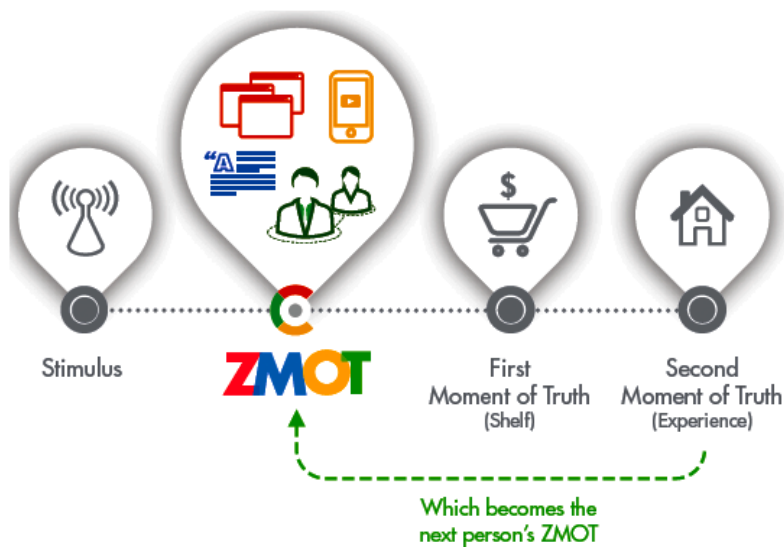 “A
$
Stimulus
ZMOT
First
Moment of Truth
(Shelf)
Second
Moment of Truth
(Experience)
Which becomes the
next person's ZMOT